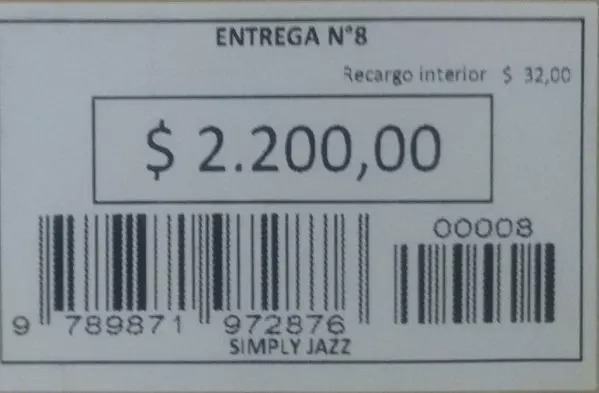 ENTREGA N°8
Recargo interior $ 32,00
$ 2.200,00
00008
9 789871 972876
SIMPLY JAZZ